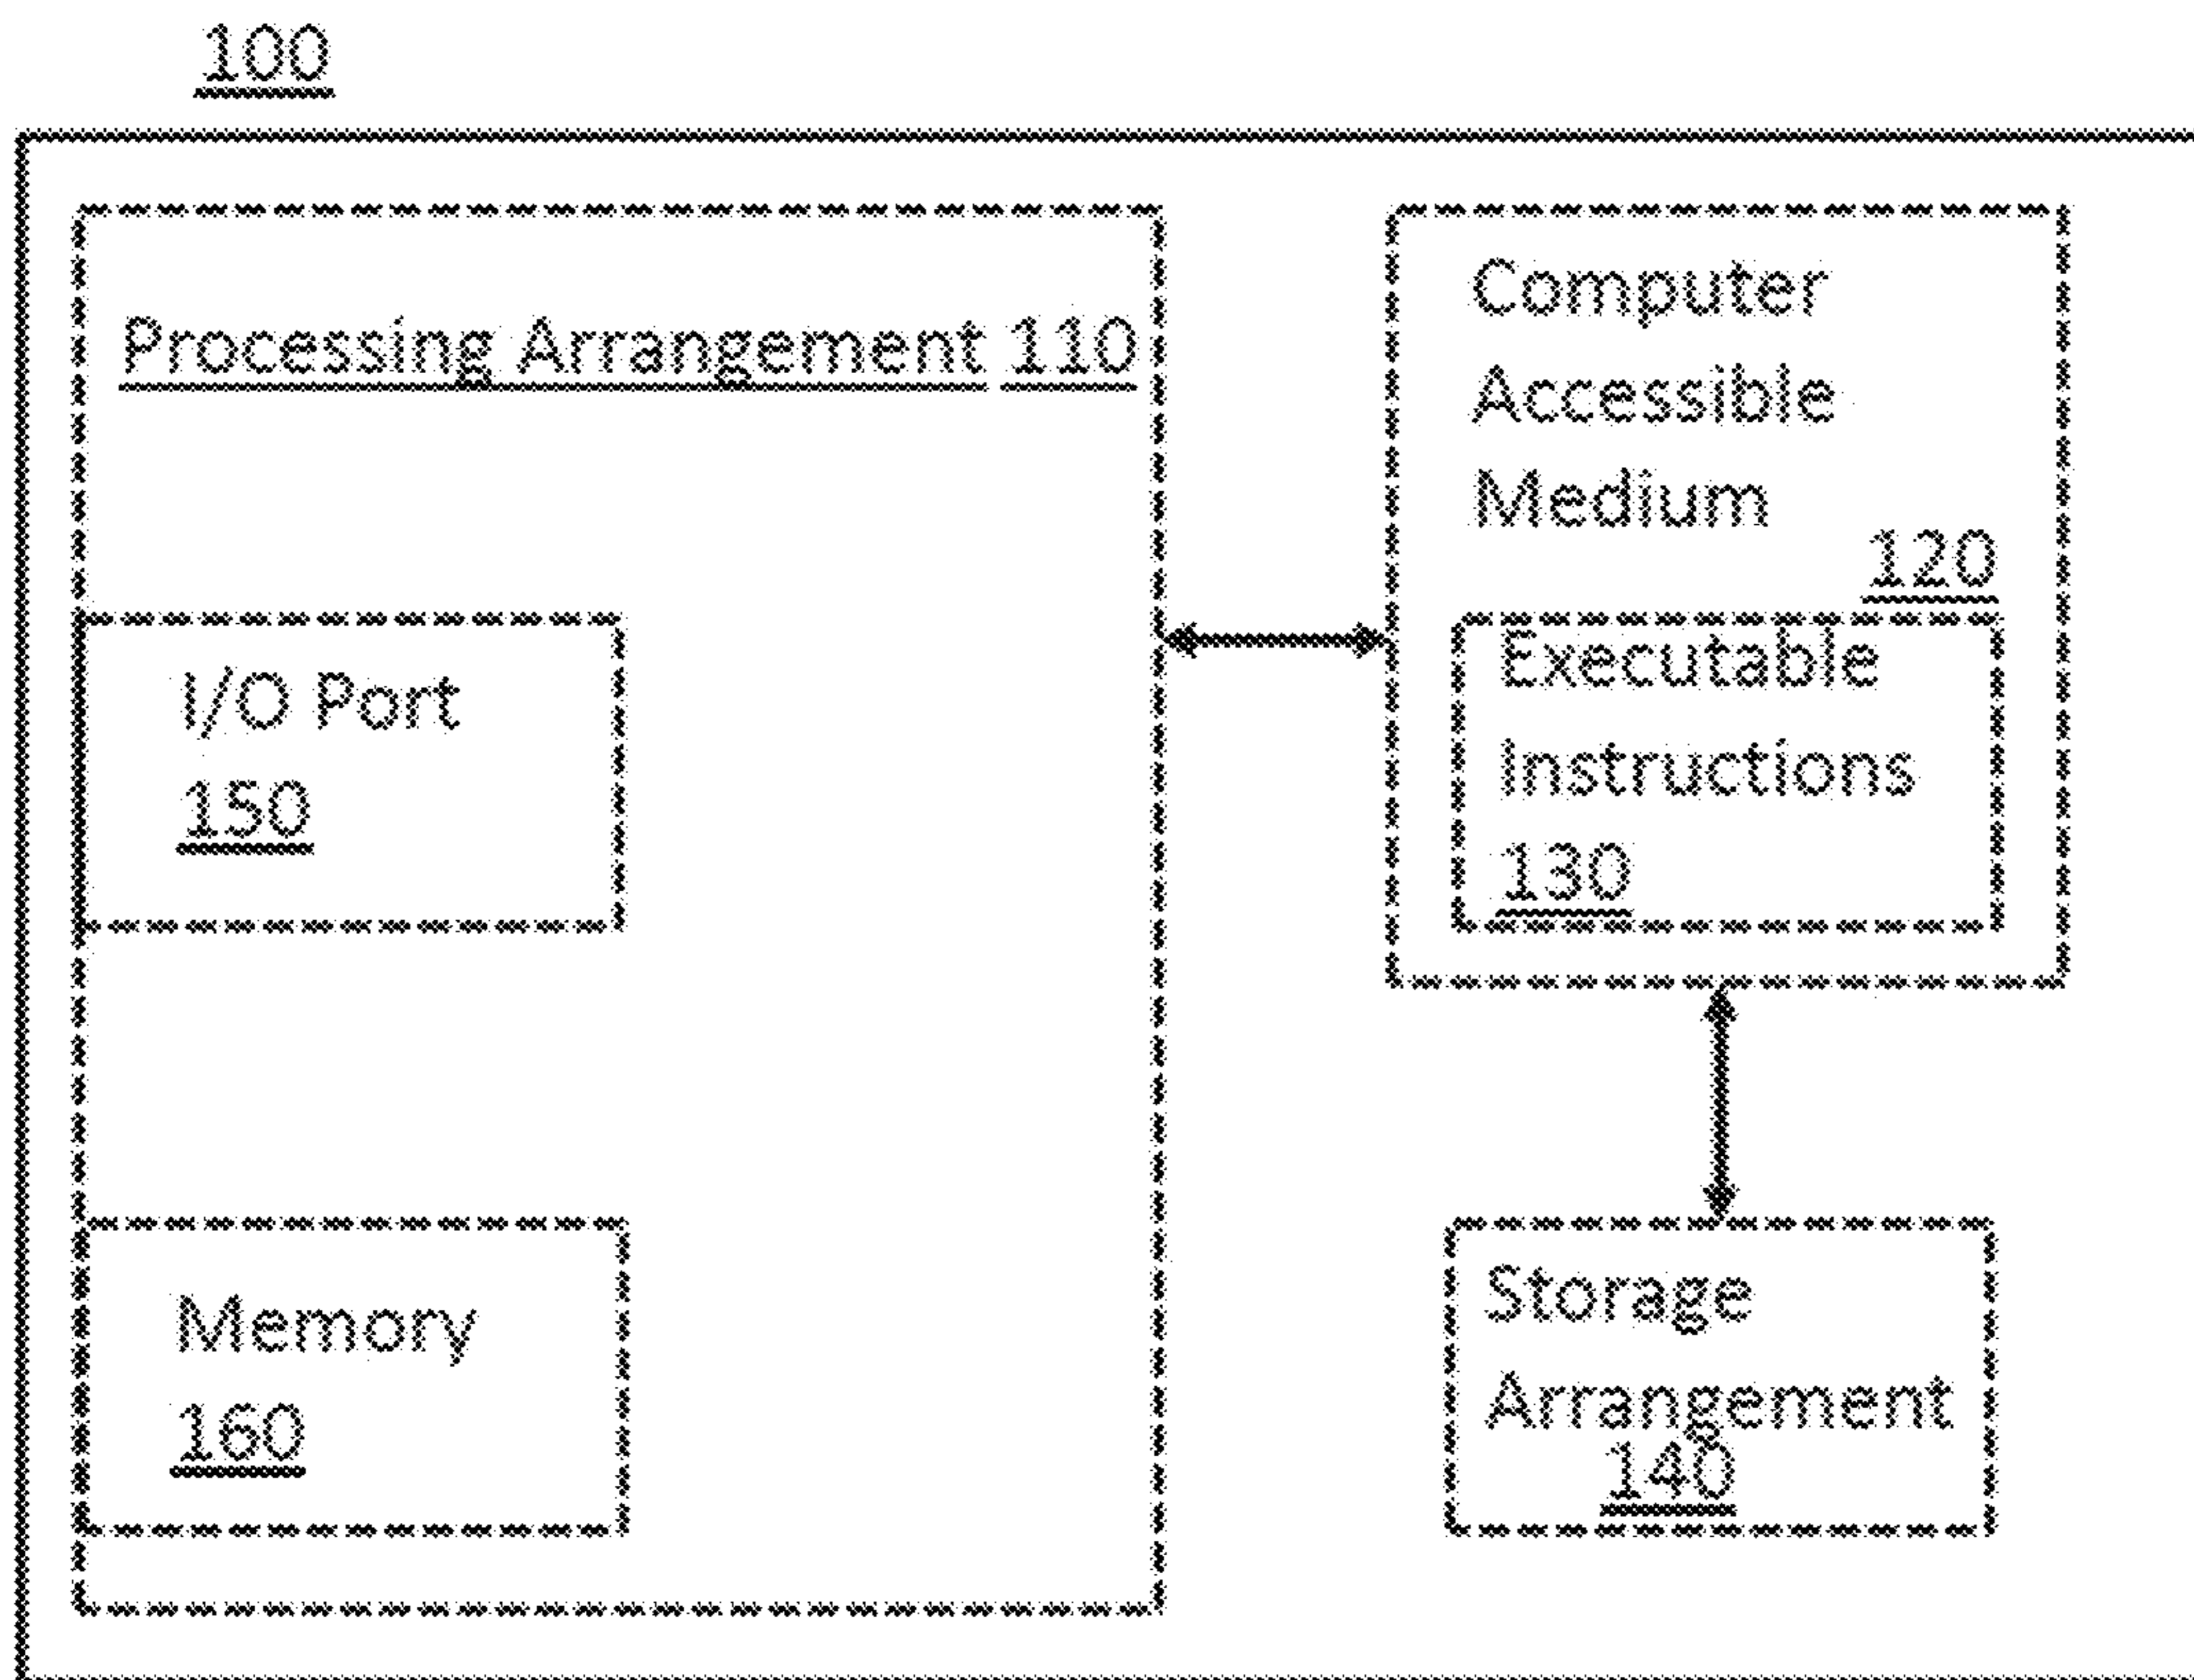 100
Processing Arrangement 110
I/O Port
150
Memory
160
Computer
Accessible
Medium
120
Executable
Instructions
130
Storage
Arrangement
140